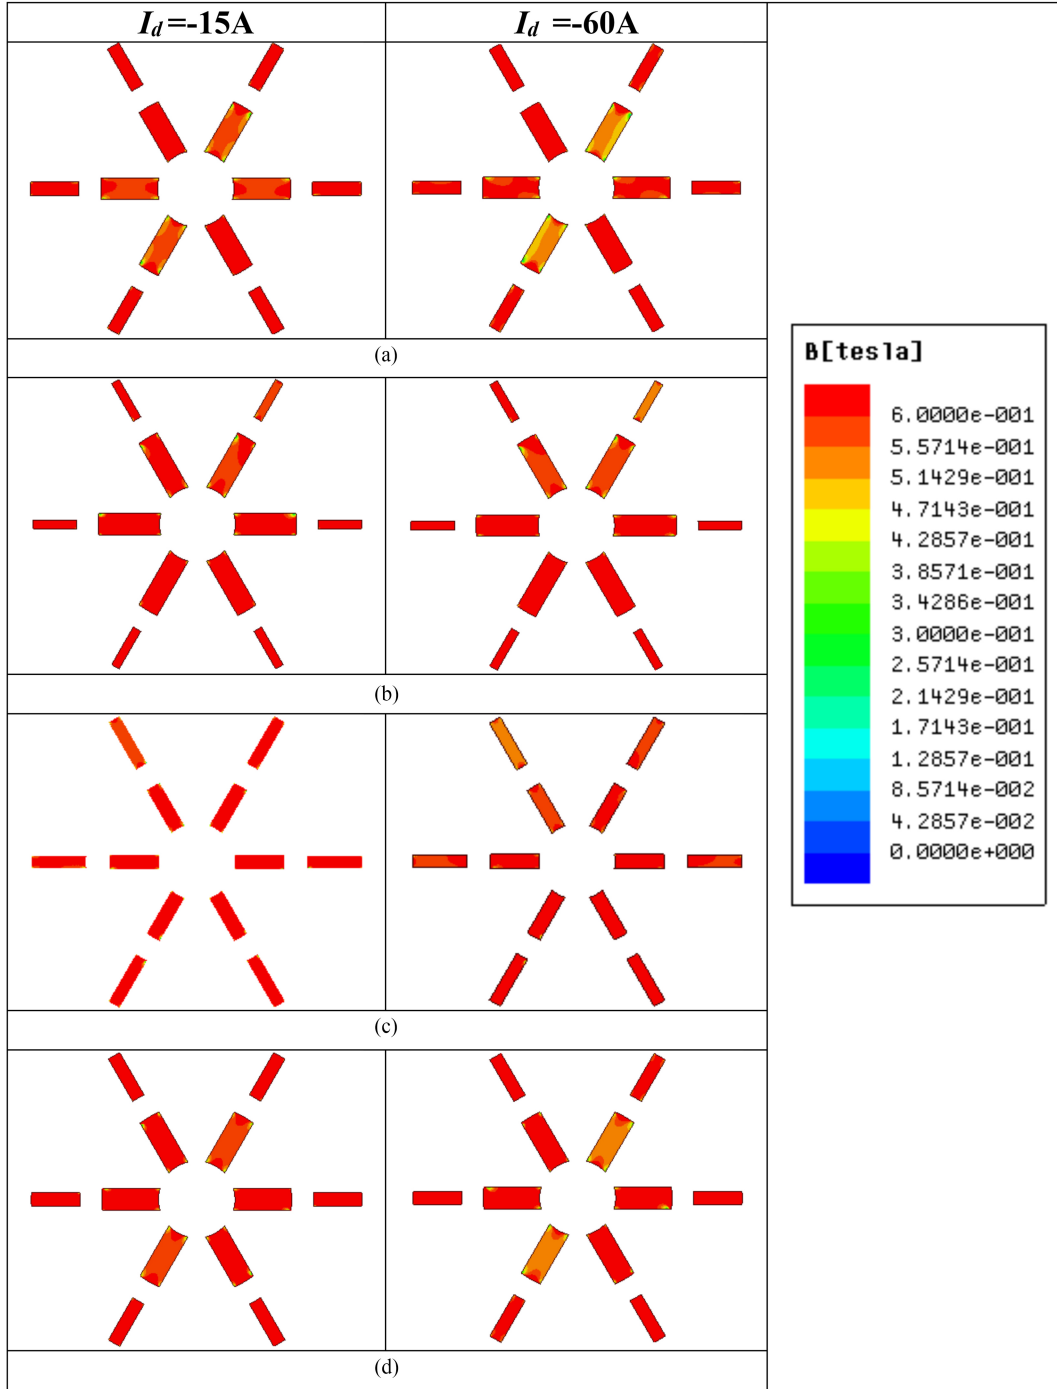 I_d =-15A
I_d =-60A
(a)
(b)
(c)
(d)
B[tesla]
6.0000e-001
5.5714e-001
5.1429e-001
4.7143e-001
4.2857e-001
3.8571e-001
3.4286e-001
3.0000e-001
2.5714e-001
2.1429e-001
1.7143e-001
1.2857e-001
8.5714e-002
4.2857e-002
0.0000e+000